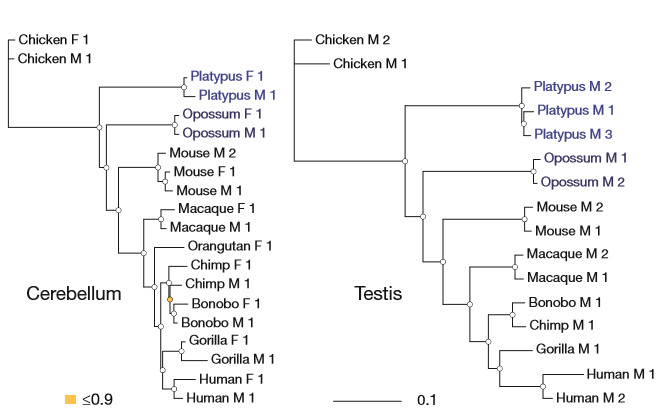 Chicken F 1
Chicken M 1
Platypus F 1
Platypus M 1
Opossum F 1
Opossum M 1
Mouse M 2
Mouse F 1
Mouse M 1
Macaque F 1
Macaque M 1
Orangutan F 1
Chimp F 1
Chimp M 1
Bonobo F 1
Bonobo M 1
Gorilla F 1
Gorilla M 1
Human F 1
Human M 1
Cerebellum
≤0.9
Chicken M 2
Chicken M 1
Platypus M 2
Platypus M 1
Platypus M 3
Opossum M 1
Opossum M 2
Mouse M 2
Mouse M 1
Macaque M 2
Macaque M 1
Bonobo M 1
Chimp M 1
Gorilla M 1
Human M 1
Human M 2
Testis
0.1